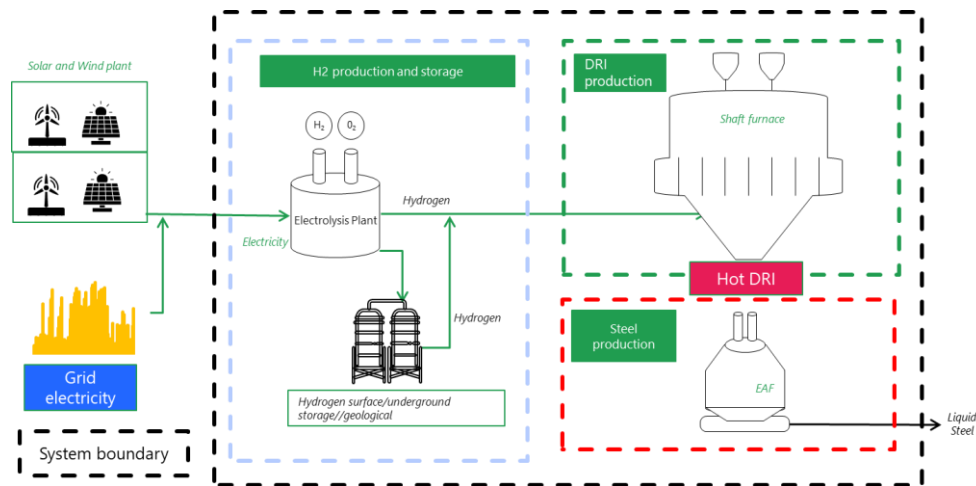 Solar and Wind plant
Grid
electricity
System boundary
H2 production and storage
H₂
0₂
Electrolysis Plant
Electricity
Hydrogen
Hydrogen
Hydrogen surface/underground
storage//geological
DRI
production
Shaft furnace
Hot DRI
Steel
production
EAF
Liquid
Steel